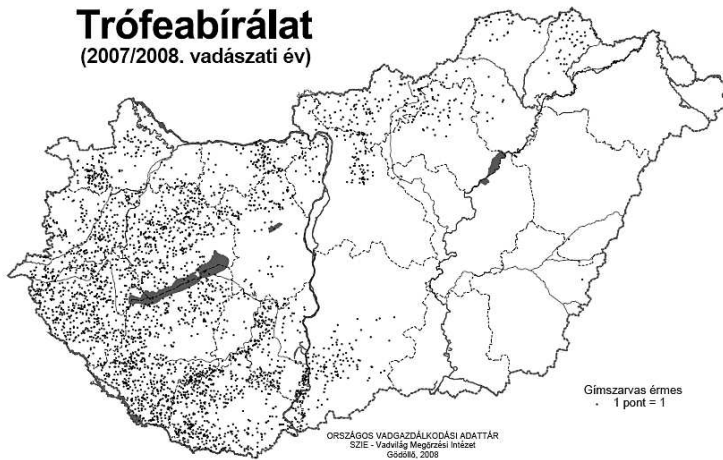 Trófeabírálat
(2007/2008. vadászati év)
Gímszarvas érmes
. 1 pont = 1
ORSZÁGOS VADGAZDÁLKODÁSI ADATTÁR
SZIE - Vadvilág Megőrzési Intézet
Gödöllő, 2008